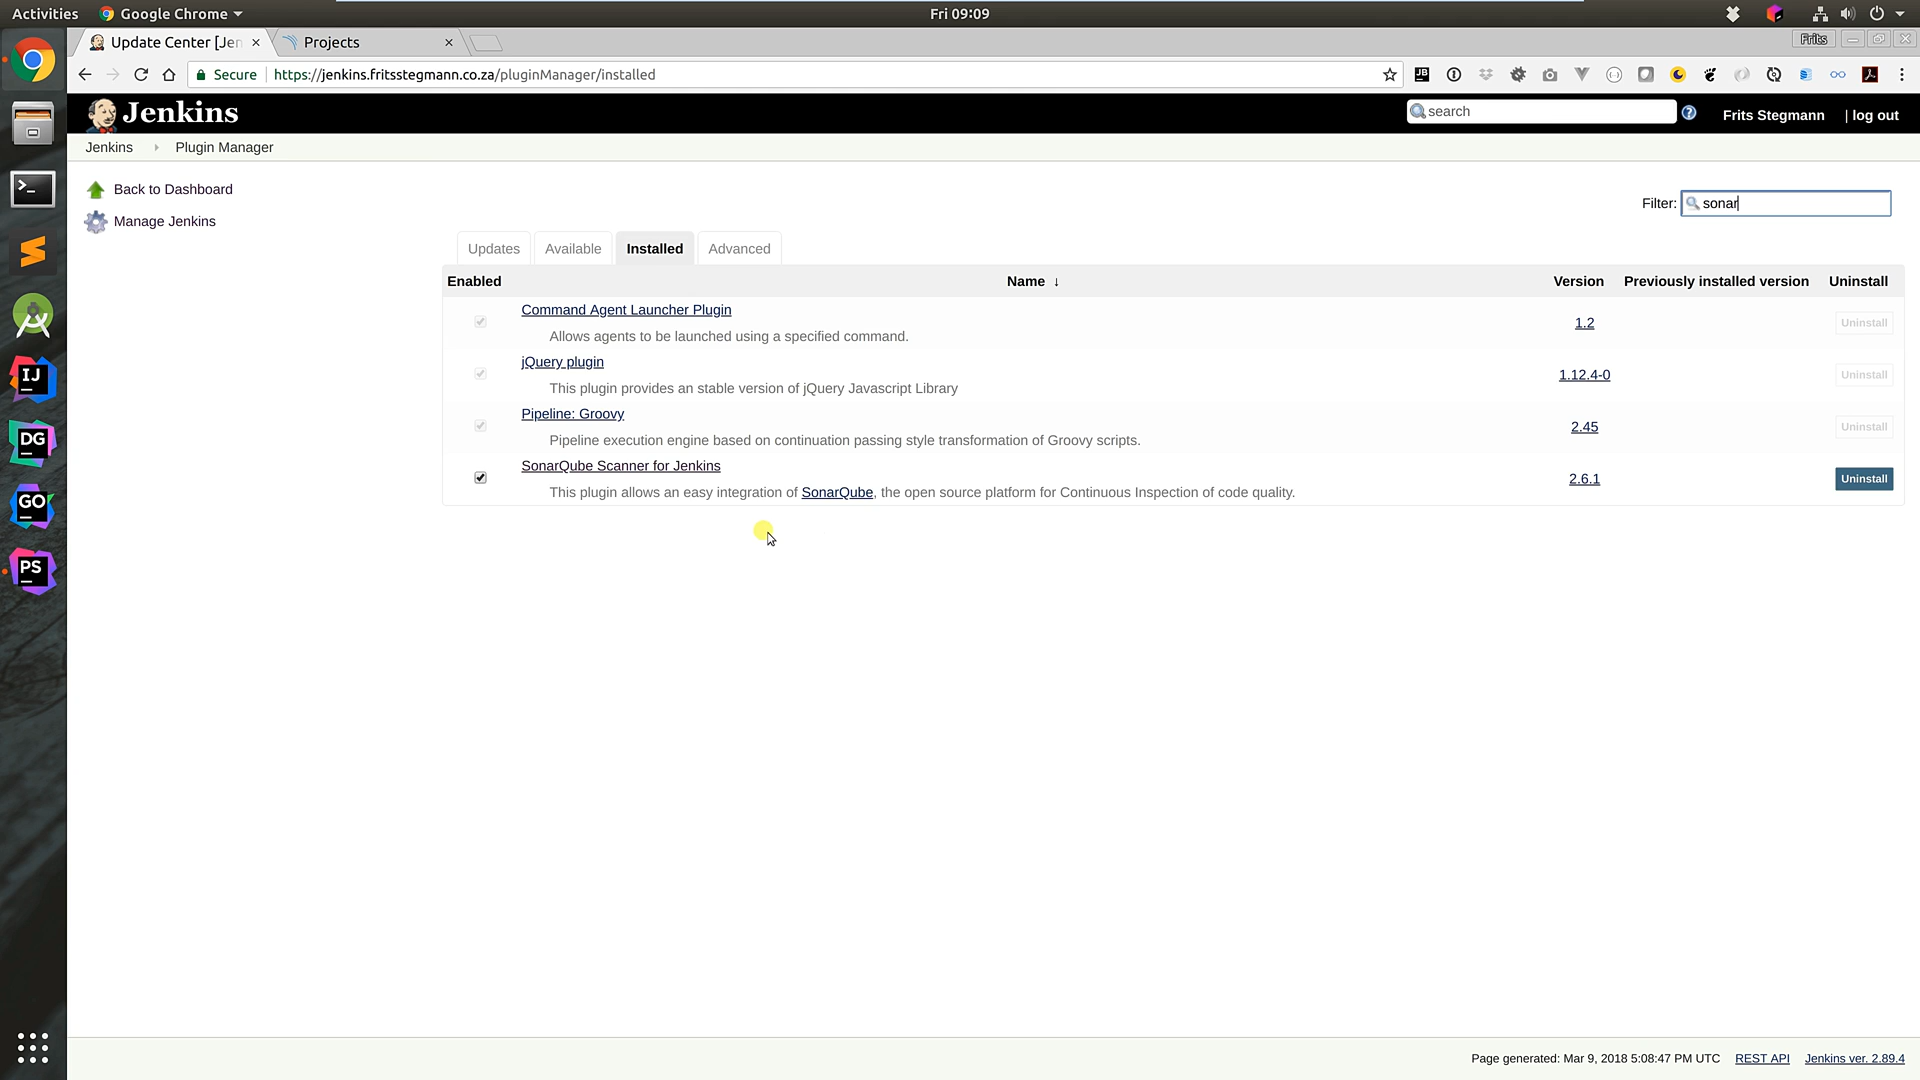 Activities Google Chrome Fri 09:09
Update Center [Jen Projects Frits
Secure https://jenkins.fritsstegmann.co.za/pluginManager/installed
Jenkins search Frits Stegmann | log out
Jenkins Plugin Manager
Back to Dashboard
Filter: sonar
Manage Jenkins
Updates Available Installed Advanced
Enabled Name ↓ Version Previously installed version Uninstall
Command Agent Launcher Plugin
Allows agents to be launched using a specified command. 1.2 Uninstall
jQuery plugin
This plugin provides an stable version of jQuery Javascript Library 1.12.4-0 Uninstall
Pipeline: Groovy
Pipeline execution engine based on continuation passing style transformation of Groovy scripts. 2.45 Uninstall
SonarQube Scanner for Jenkins
This plugin allows an easy integration of SonarQube, the open source platform for Continuous Inspection of code quality. 2.6.1 Uninstall
IJ
DG
GO
PS
Page generated: Mar 9, 2018 5:08:47 PM UTC REST API Jenkins ver. 2.89.4